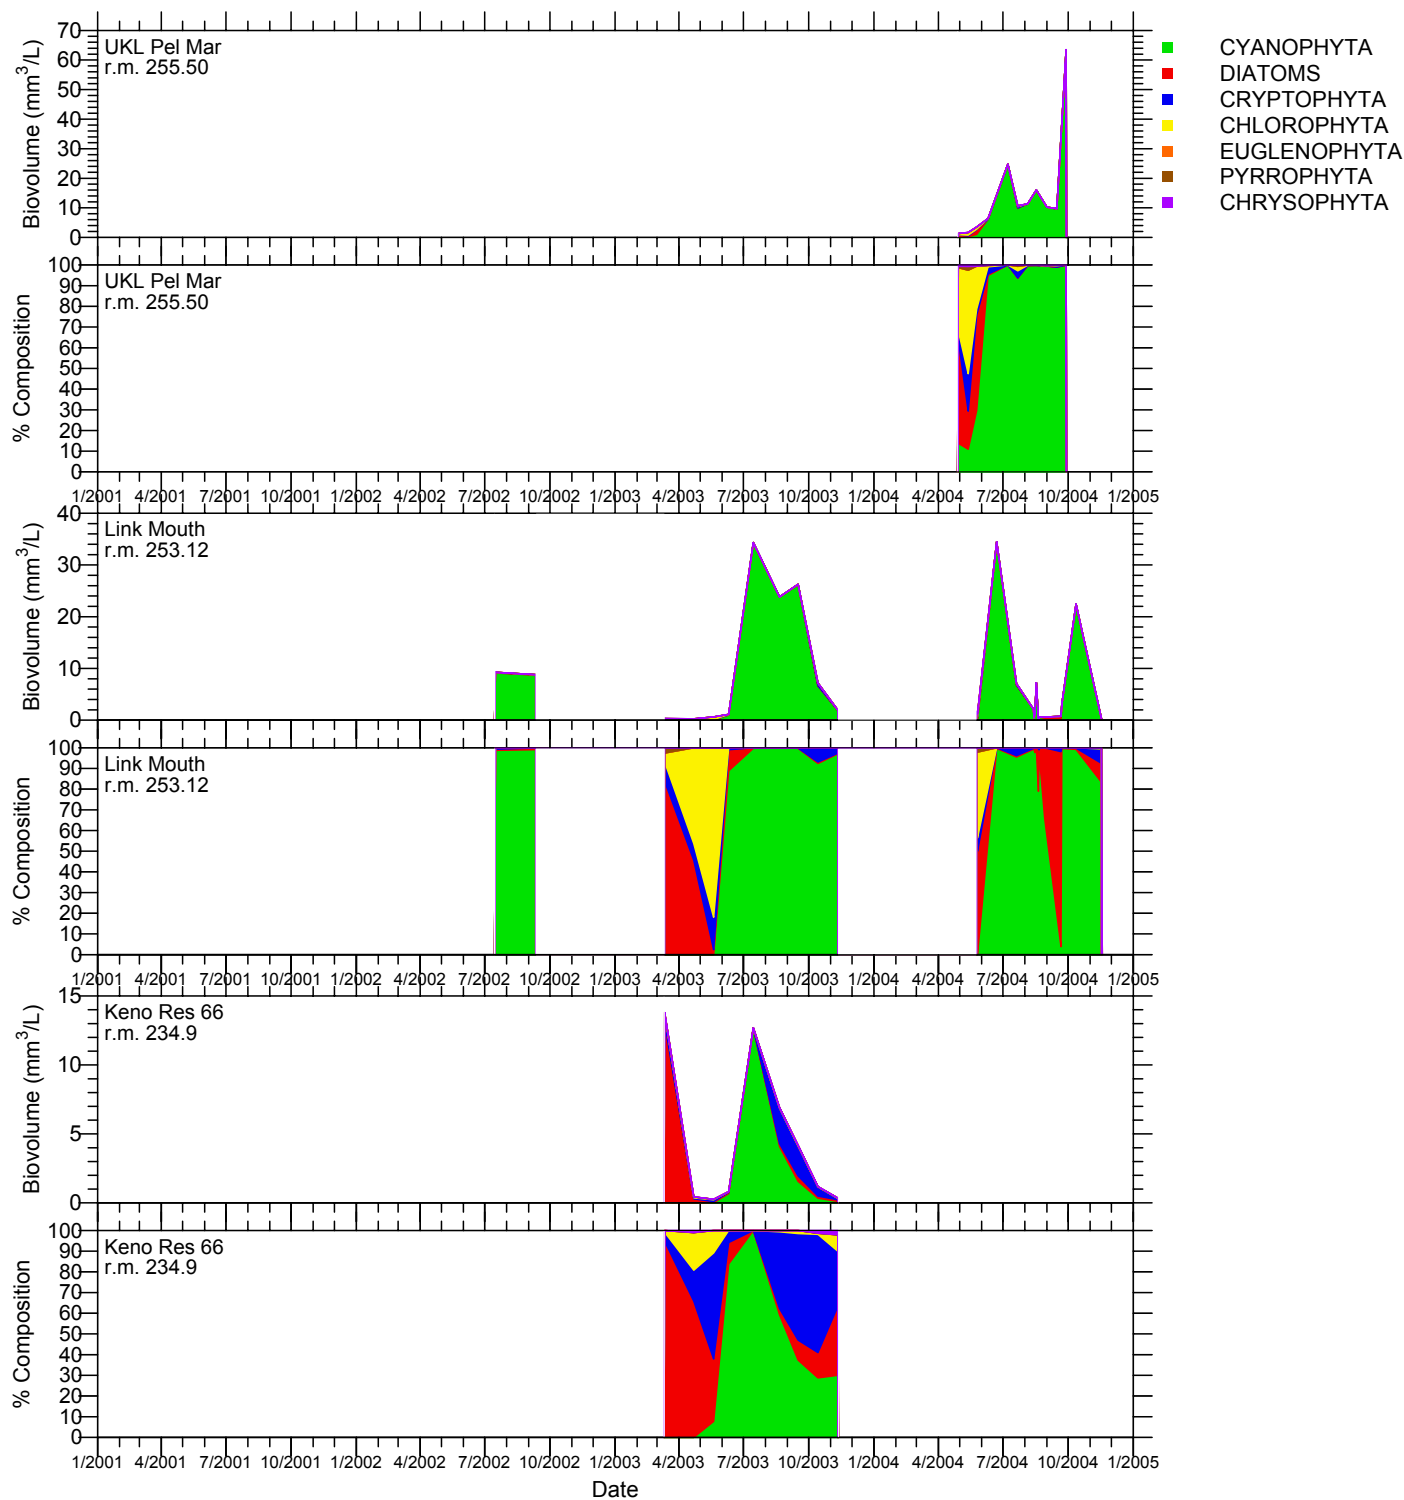 70
60
50
40
30
20
10
0
Biovolume (mm³/L)
UKL Pel Mar
r.m. 255.50
CYANOPHYTA
DIATOMS
CRYPTOPHYTA
CHLOROPHYTA
EUGLENOPHYTA
PYRROPHYTA
CHRYSOPHYTA
100
90
80
70
60
50
40
30
20
10
0
% Composition
UKL Pel Mar
r.m. 255.50
1/2001 4/2001 7/2001 10/2001 1/2002 4/2002 7/2002 10/2002 1/2003 4/2003 7/2003 10/2003 1/2004 4/2004 7/2004 10/2004 1/2005
40
30
20
10
0
Biovolume (mm³/L)
Link Mouth
r.m. 253.12
100
90
80
70
60
50
40
30
20
10
0
% Composition
Link Mouth
r.m. 253.12
1/2001 4/2001 7/2001 10/2001 1/2002 4/2002 7/2002 10/2002 1/2003 4/2003 7/2003 10/2003 1/2004 4/2004 7/2004 10/2004 1/2005
15
10
5
0
Biovolume (mm³/L)
Keno Res 66
r.m. 234.9
100
90
80
70
60
50
40
30
20
10
0
% Composition
Keno Res 66
r.m. 234.9
1/2001 4/2001 7/2001 10/2001 1/2002 4/2002 7/2002 10/2002 1/2003 4/2003 7/2003 10/2003 1/2004 4/2004 7/2004 10/2004 1/2005
Date